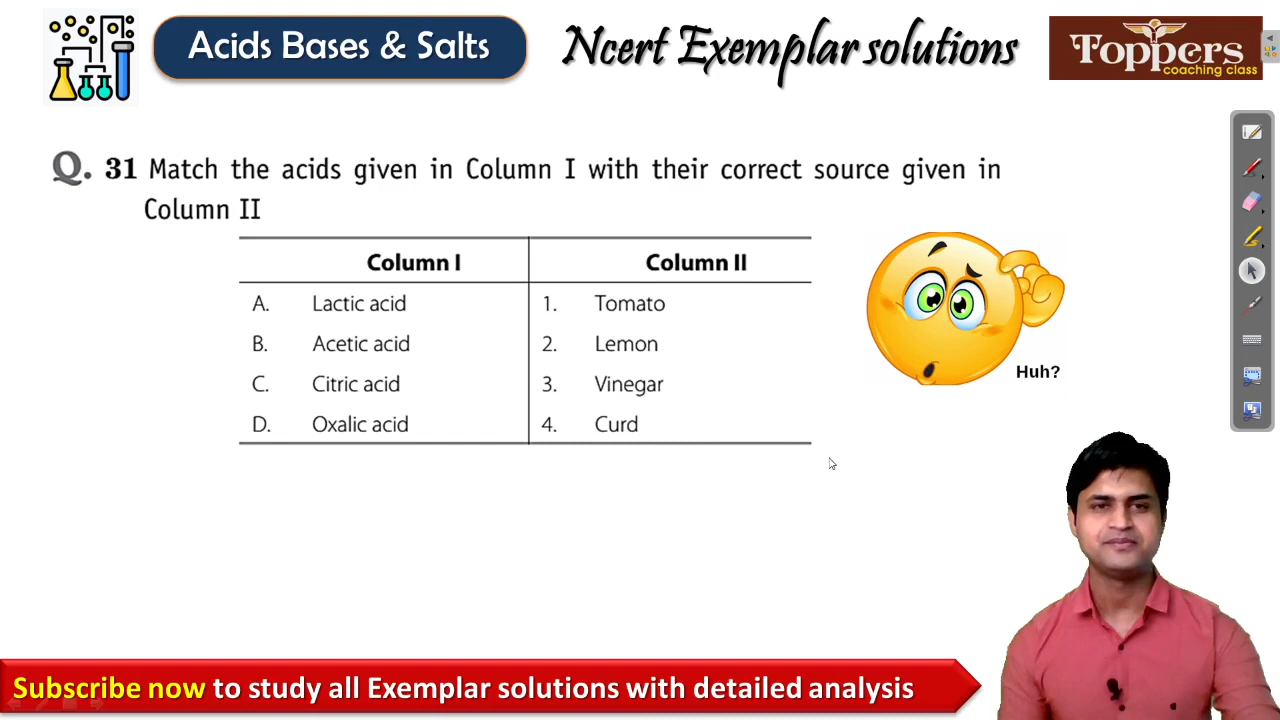 Acids Bases & Salts
Ncert Exemplar solutions
Toppers
coaching class
Q. 31 Match the acids given in Column I with their correct source given in
Column II
Column I Column II
A. Lactic acid 1. Tomato
B. Acetic acid 2. Lemon
C. Citric acid 3. Vinegar
D. Oxalic acid 4. Curd
Huh?
Subscribe now to study all Exemplar solutions with detailed analysis